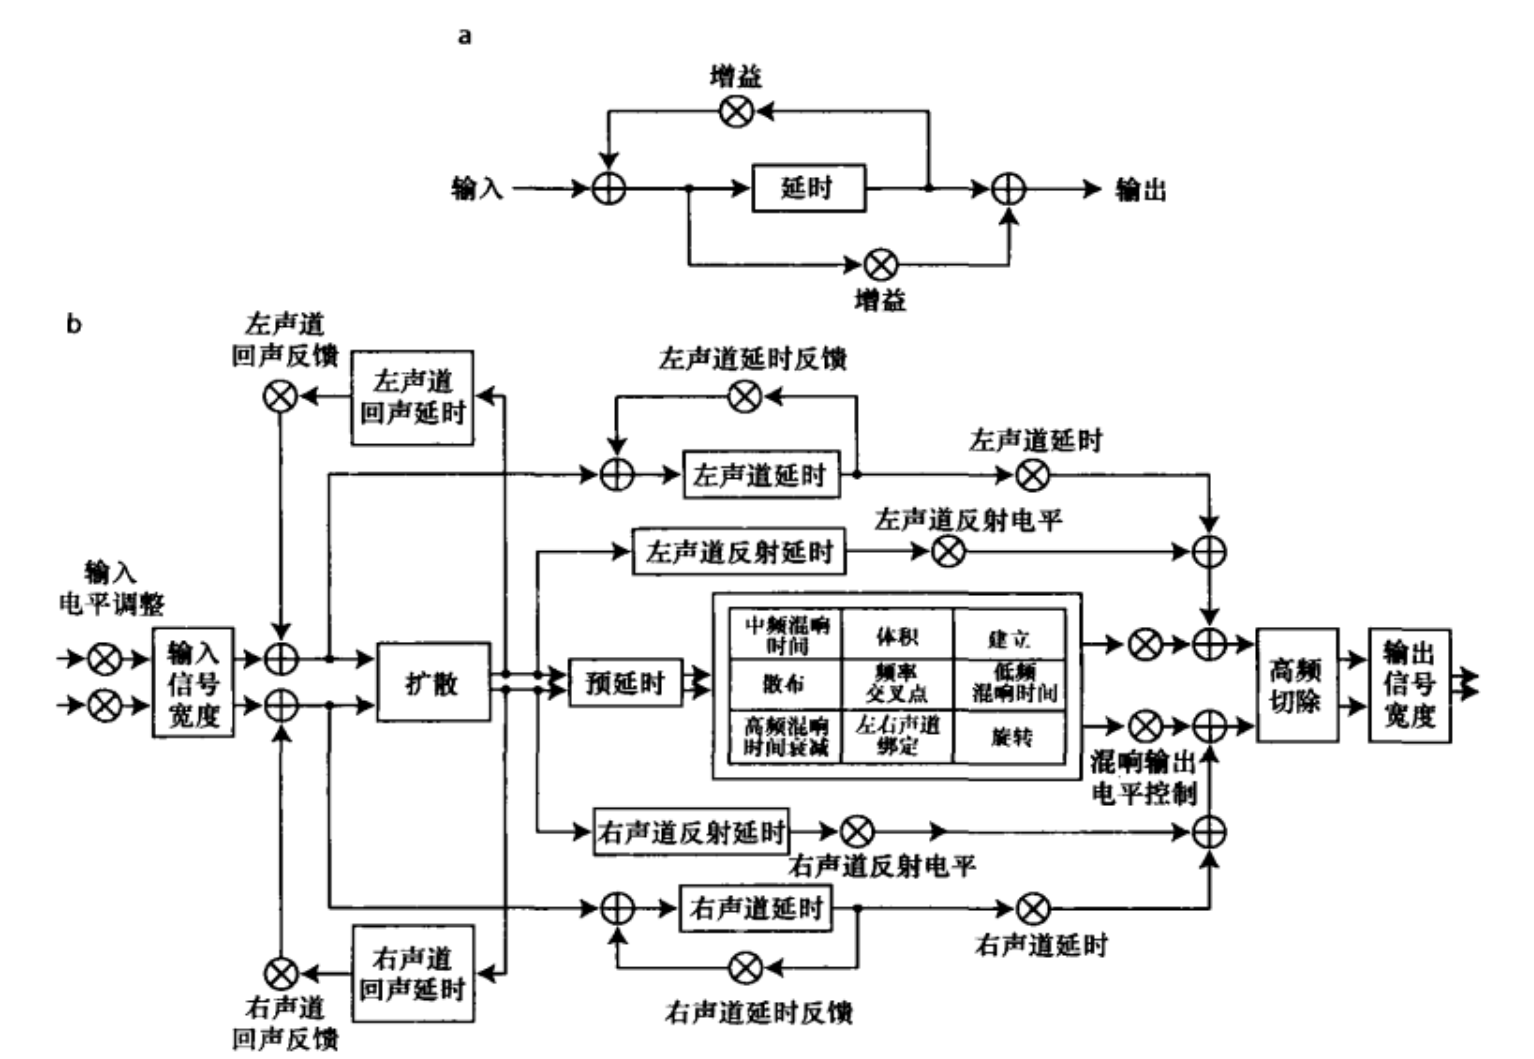 a
增益
输入
延时
输出
增益
b
左声道
回声反馈
左声道
回声延时
左声道延时反馈
左声道延时
左声道延时
左声道反射电平
左声道反射延时
输入
电平调整
输入
信号
宽度
扩散
预延时
中频混响
时间
体积
建立
散布
频率
交叉点
低频
混响时间
高频混响
时间衰减
左右声道
绑定
旋转
混响输出
电平控制
高频
切除
输出
信号
宽度
右声道反射延时
右声道反射电平
右声道延时
右声道延时
右声道延时反馈
右声道
回声延时
右声道
回声反馈